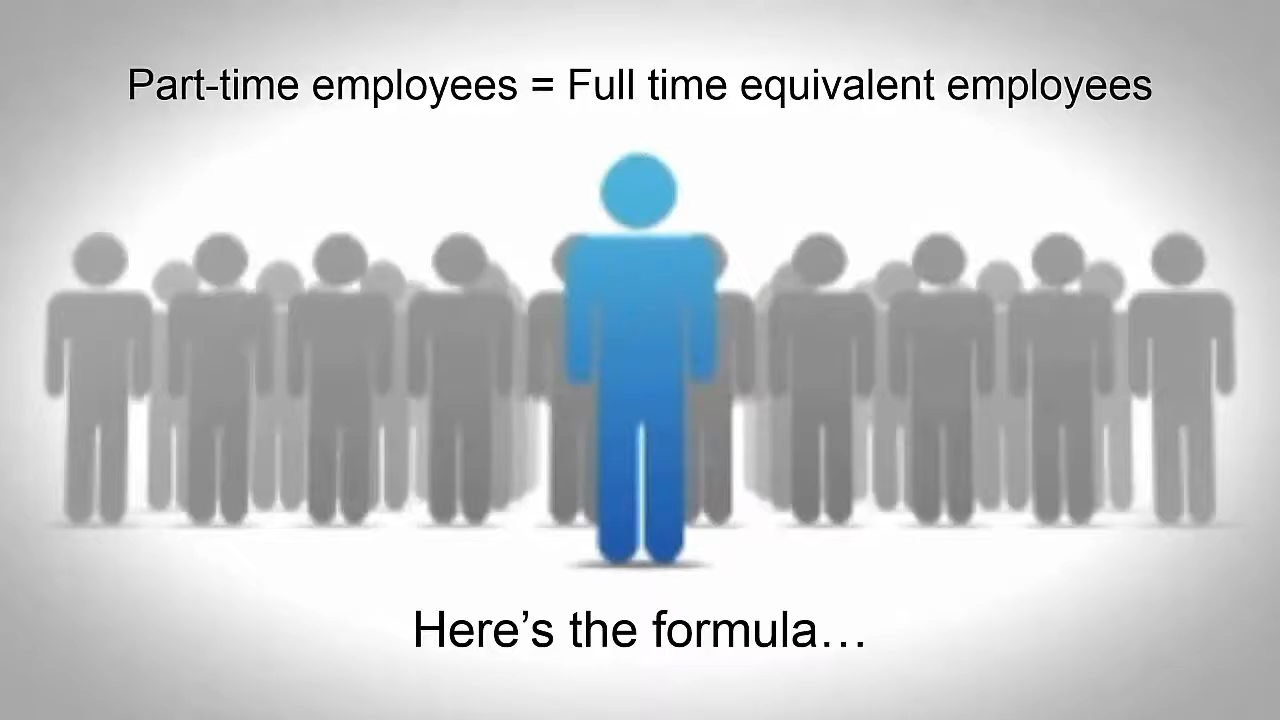 Part-time employees = Full time equivalent employees
Here’s the formula…